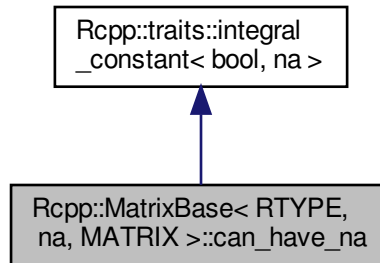 Rcpp::traits::integral
_constant< bool, na >
Rcpp::MatrixBase< RTYPE,
na, MATRIX >::can_have_na